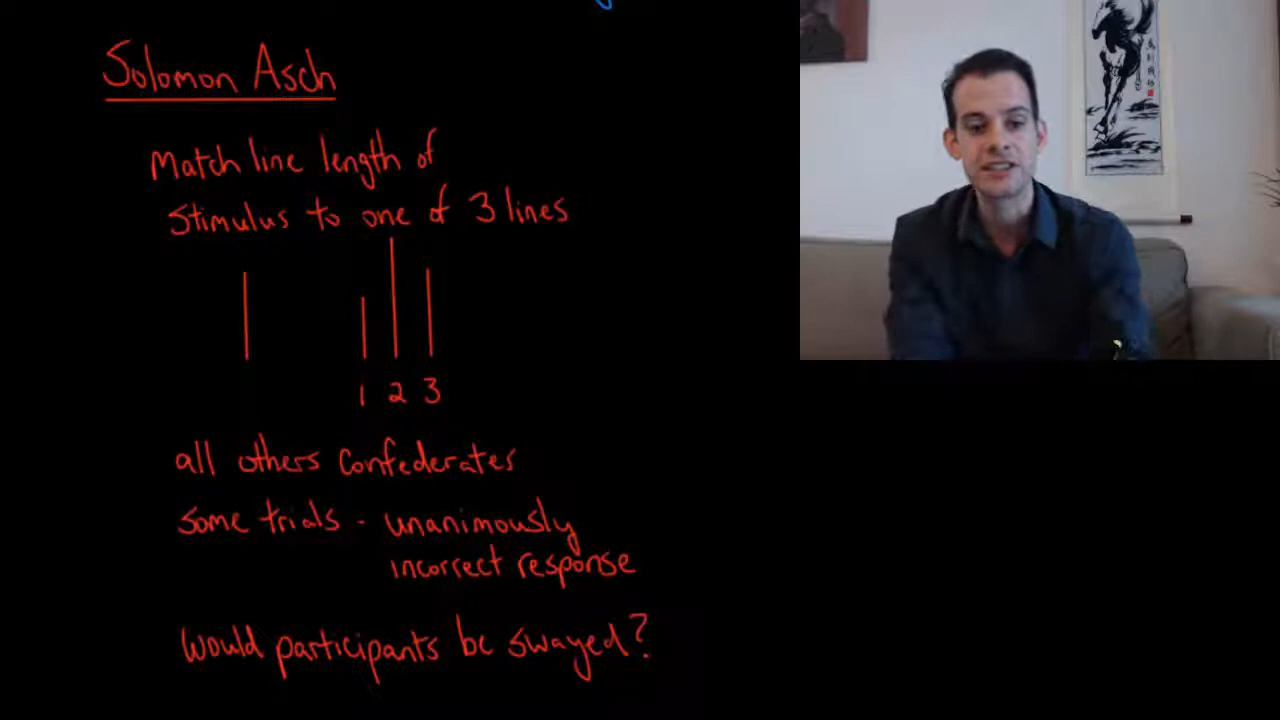 Solomon Asch
Match line length of
Stimulus to one of 3 lines
1 2 3
all others confederates
some trials - unanimously
incorrect response
would participants be swayed?